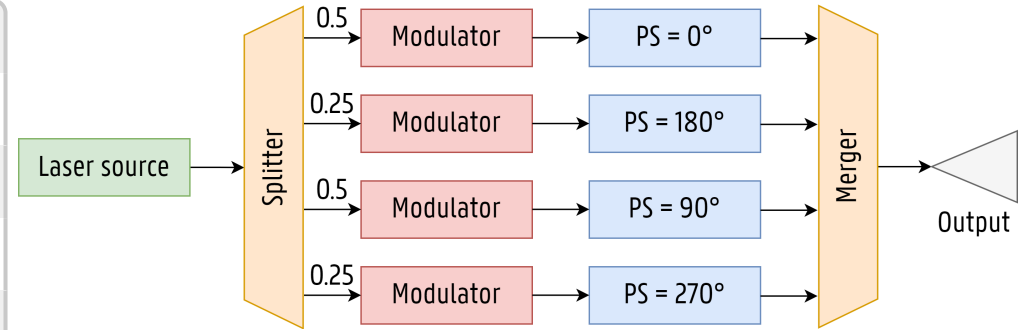 0.5
Modulator
PS = 0°
0.25
Modulator
PS = 180°
Laser source
Splitter
0.5
Modulator
PS = 90°
0.25
Modulator
PS = 270°
Merger
Output